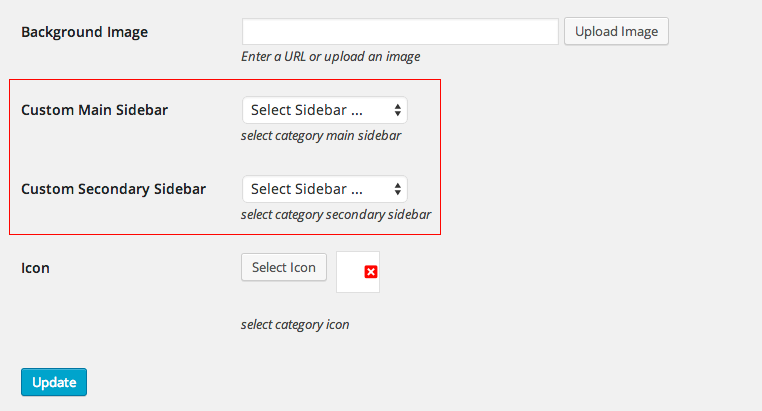 Background Image
Upload Image
Enter a URL or upload an image
Custom Main Sidebar
Select Sidebar ...
select category main sidebar
Custom Secondary Sidebar
Select Sidebar ...
select category secondary sidebar
Icon
Select Icon
select category icon
Update